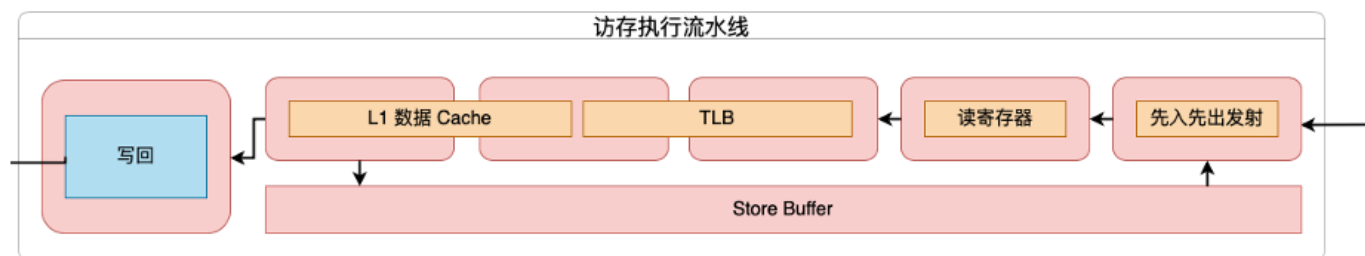 访存执行流水线
写回
L1 数据 Cache
TLB
读寄存器
先入先出发射
Store Buffer